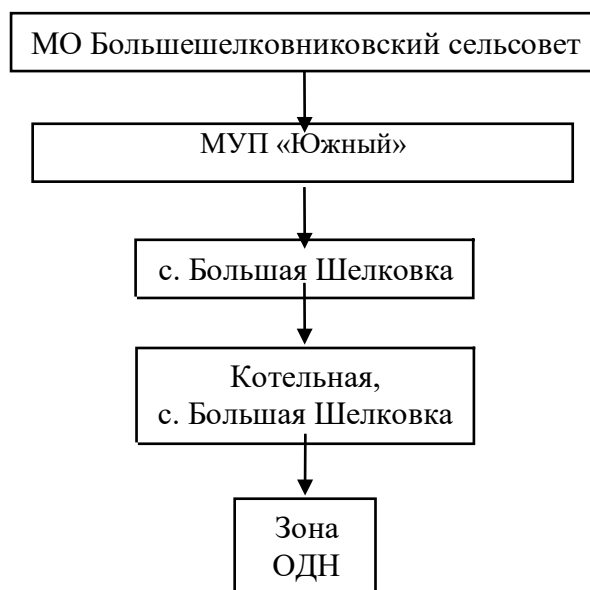 МО Большешелковниковский сельсовет
МУП «Южный»
с. Большая Шелковка
Котельная,
с. Большая Шелковка
Зона
ОДН